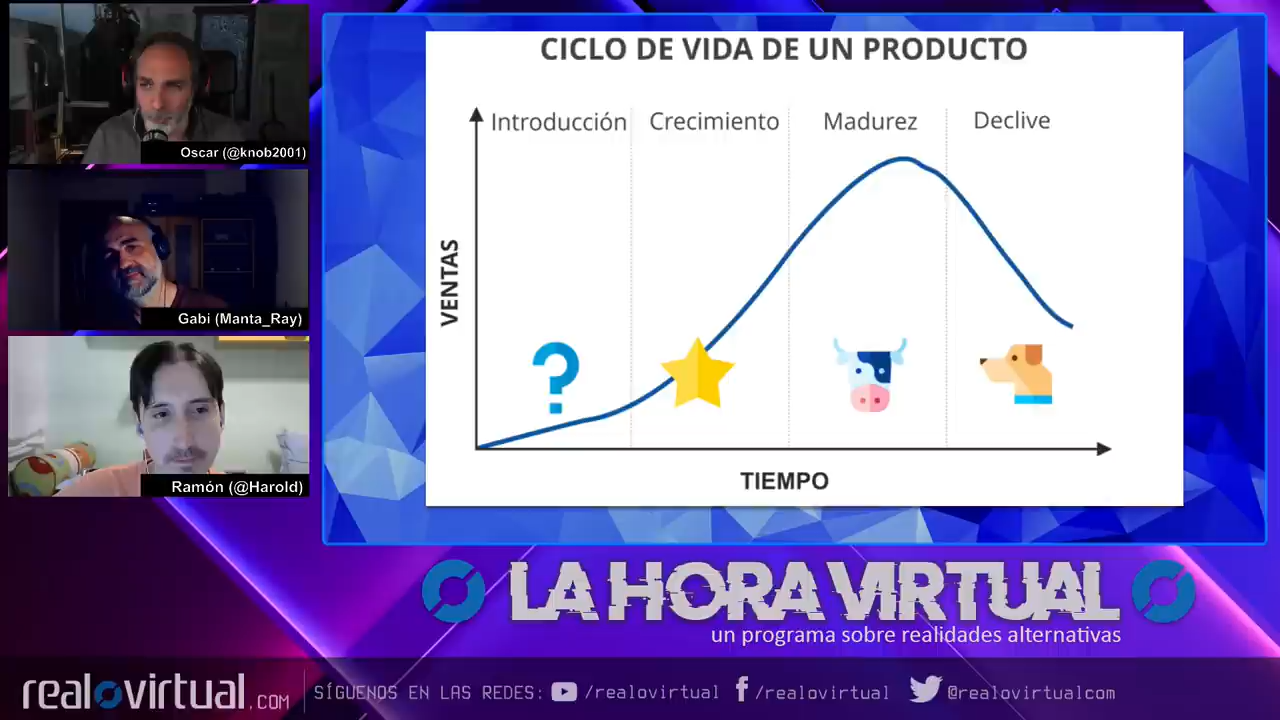 Oscar (@knob2001)
Gabi (Manta_Ray)
Ramón (@Harold)
CICLO DE VIDA DE UN PRODUCTO
Introducción
Crecimiento
Madurez
Declive
VENTAS
?
TIEMPO
LA HORA VIRTUAL
un programa sobre realidades alternativas
realovirtual.com
SÍGUENOS EN LAS REDES: /realovirtual /realovirtual @realovirtualcom